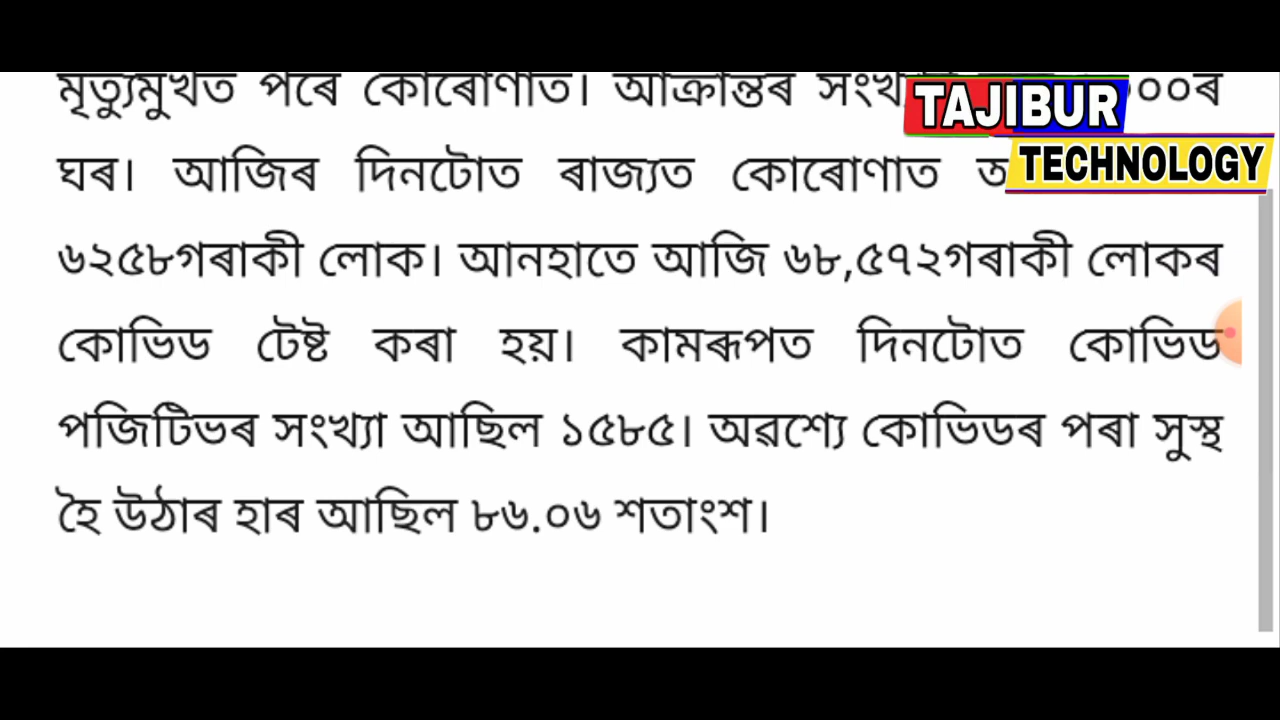 মৃত্যুমুখত পৰে কোৰোণাত। আক্ৰান্তৰ
TAJIBUR
ঘৰ। আজিৰ দিনটোত ৰাজ্যত কোৰোণাত
TECHNOLOGY
৬২৫৮গৰাকী লোক। আনহাতে আজি ৬৮,৫৭২গৰাকী লোকৰ
কোভিড টেষ্ট কৰা হয়। কামৰূপত দিনটোত কোভিড
পজিটিভৰ সংখ্যা আছিল ১৫৮৫। অৱশ্যে কোভিডৰ পৰা সুস্থ
হৈ উঠাৰ হাৰ আছিল ৮৬.০৬ শতাংশ।